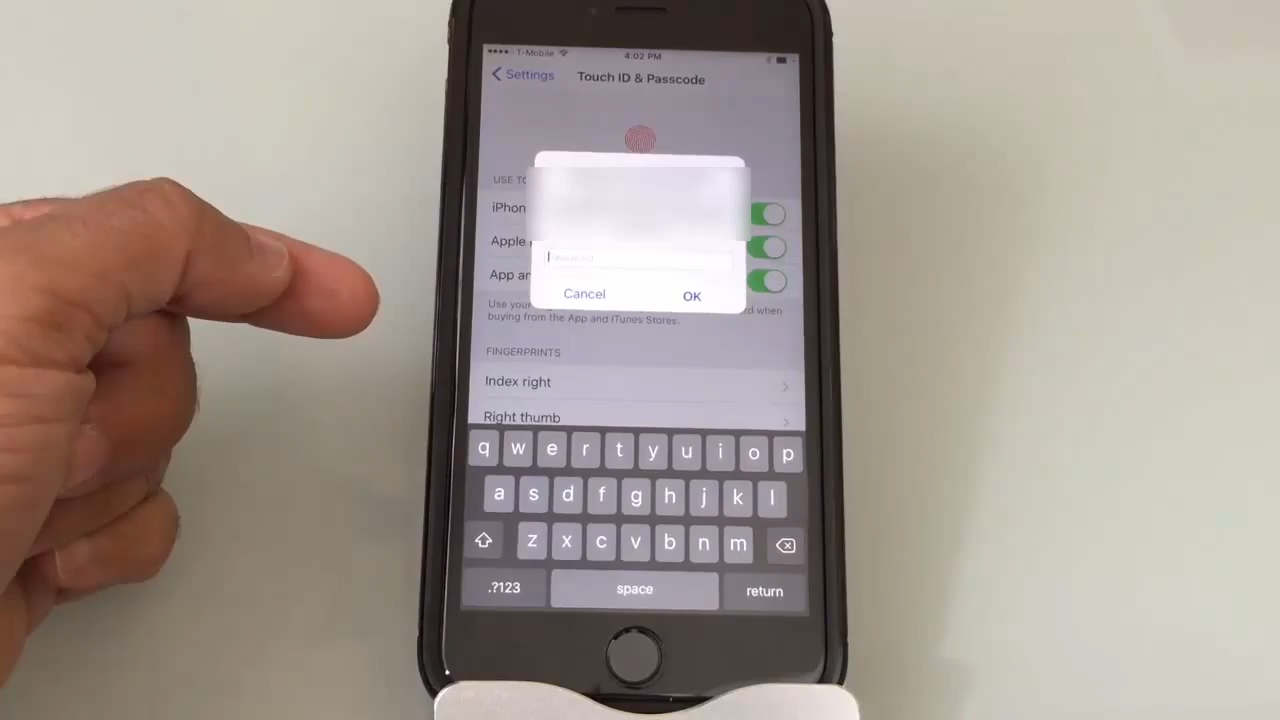 T-Mobile 4:02 PM
Settings Touch ID & Passcode
USE TO
iPhon
Apple
App an
Use your d when
buying from the App and iTunes Stores.
Cancel OK
FINGERPRINTS
Index right
Right thumb
q w e r t y u i o p
a s d f g h j k l
z x c v b n m
.?123 space return